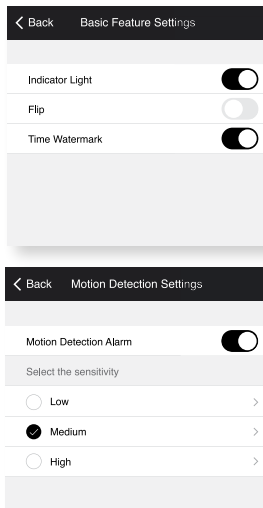 Back Basic Feature Settings
Indicator Light
Flip
Time Watermark
Back Motion Detection Settings
Motion Detection Alarm
Select the sensitivity
Low
Medium
High